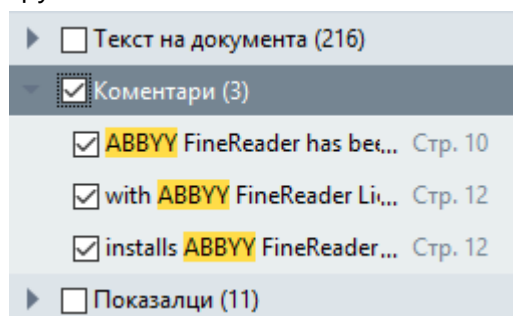 Текст на документа (216)
Коментари (3)
ABBYY FineReader has bee... Стр. 10
with ABBYY FineReader Lic... Стр. 12
installs ABBYY FineReader... Стр. 12
Показалци (11)